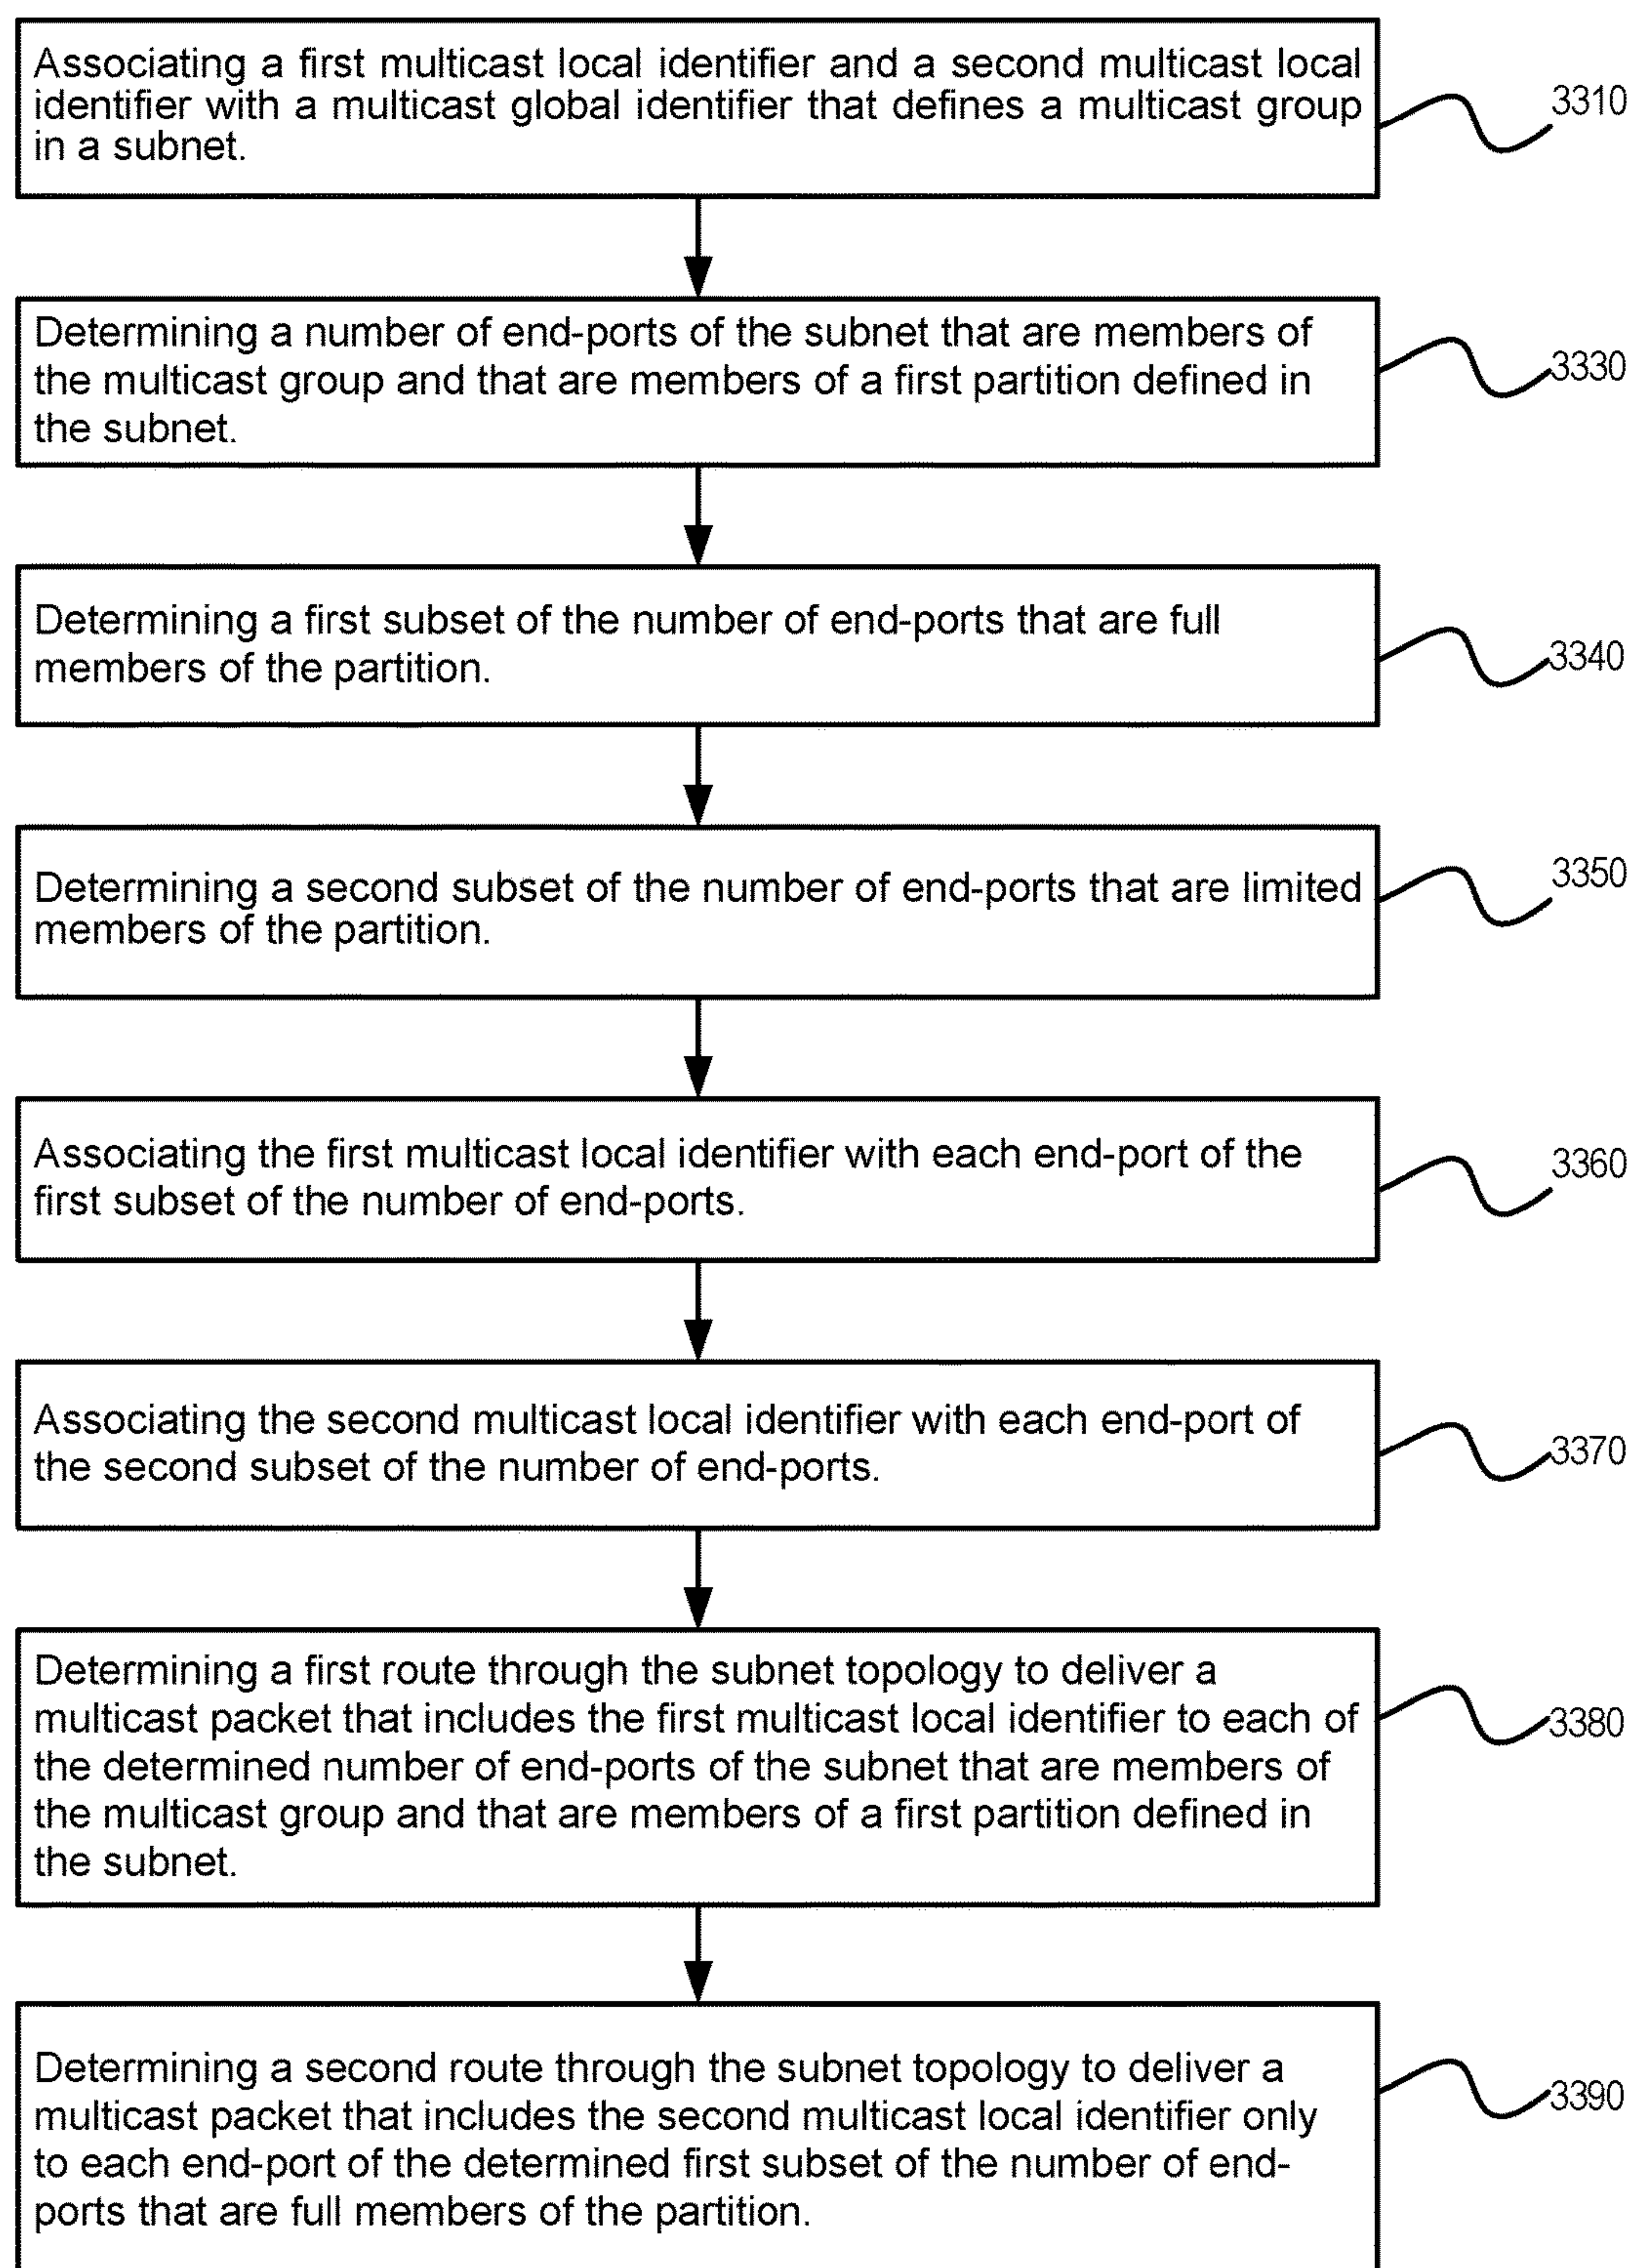 Associating a first multicast local identifier and a second multicast local
identifier with a multicast global identifier that defines a multicast group
in a subnet.
3310
Determining a number of end-ports of the subnet that are members of
the multicast group and that are members of a first partition defined in
the subnet.
3330
Determining a first subset of the number of end-ports that are full
members of the partition.
3340
Determining a second subset of the number of end-ports that are limited
members of the partition.
3350
Associating the first multicast local identifier with each end-port of the
first subset of the number of end-ports.
3360
Associating the second multicast local identifier with each end-port of
the second subset of the number of end-ports.
3370
Determining a first route through the subnet topology to deliver a
multicast packet that includes the first multicast local identifier to each of
the determined number of end-ports of the subnet that are members of
the multicast group and that are members of a first partition defined in
the subnet.
3380
Determining a second route through the subnet topology to deliver a
multicast packet that includes the second multicast local identifier only
to each end-port of the determined first subset of the number of end-
ports that are full members of the partition.
3390